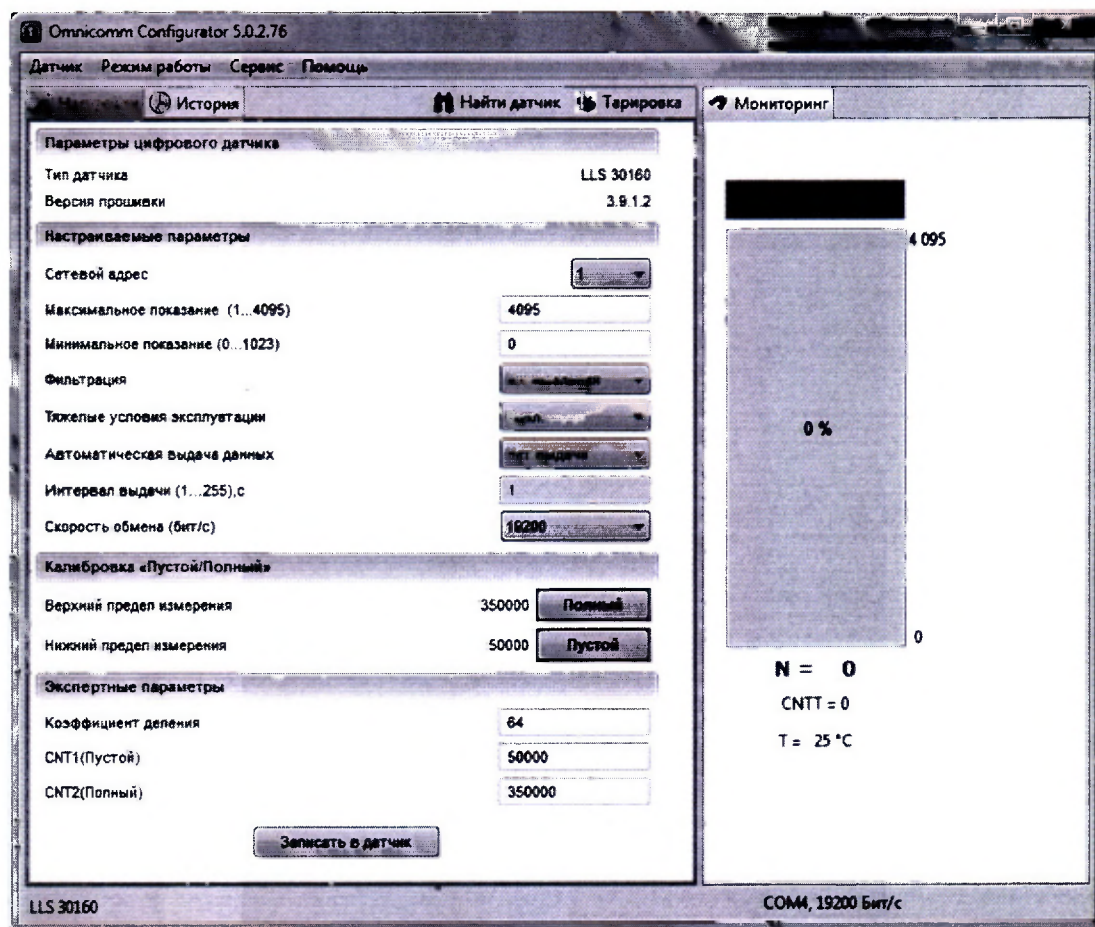 Omnicomm Configurator 5.0.2.76
Датчик Режим работы Сервис Помощь
История Найти датчик Тарировка
Параметры цифрового датчика
Тип датчика LLS 30160
Версия прошивки 3.9.1.2
Настраиваемые параметры
Сетевой адрес 1
Максимальное показание (1...4095) 4095
Минимальное показание (0...1023) 0
Фильтрация
Тяжелые условия эксплуатации
Автоматическая выдача данных нет выдачи
Интервал выдачи (1...255),с 1
Скорость обмена (бит/с) 19200
Калибровка «Пустой/Полный»
Верхний предел измерения 350000 Полный
Нижний предел измерения 50000 Пустой
Экспертные параметры
Коэффициент деления 64
CNT1(Пустой) 50000
CNT2(Полный) 350000
Записать в датчик
LLS 30160
Мониторинг
4 095
0 %
0
N = 0
CNTT = 0
T = 25 °C
COM4, 19200 Бит/с